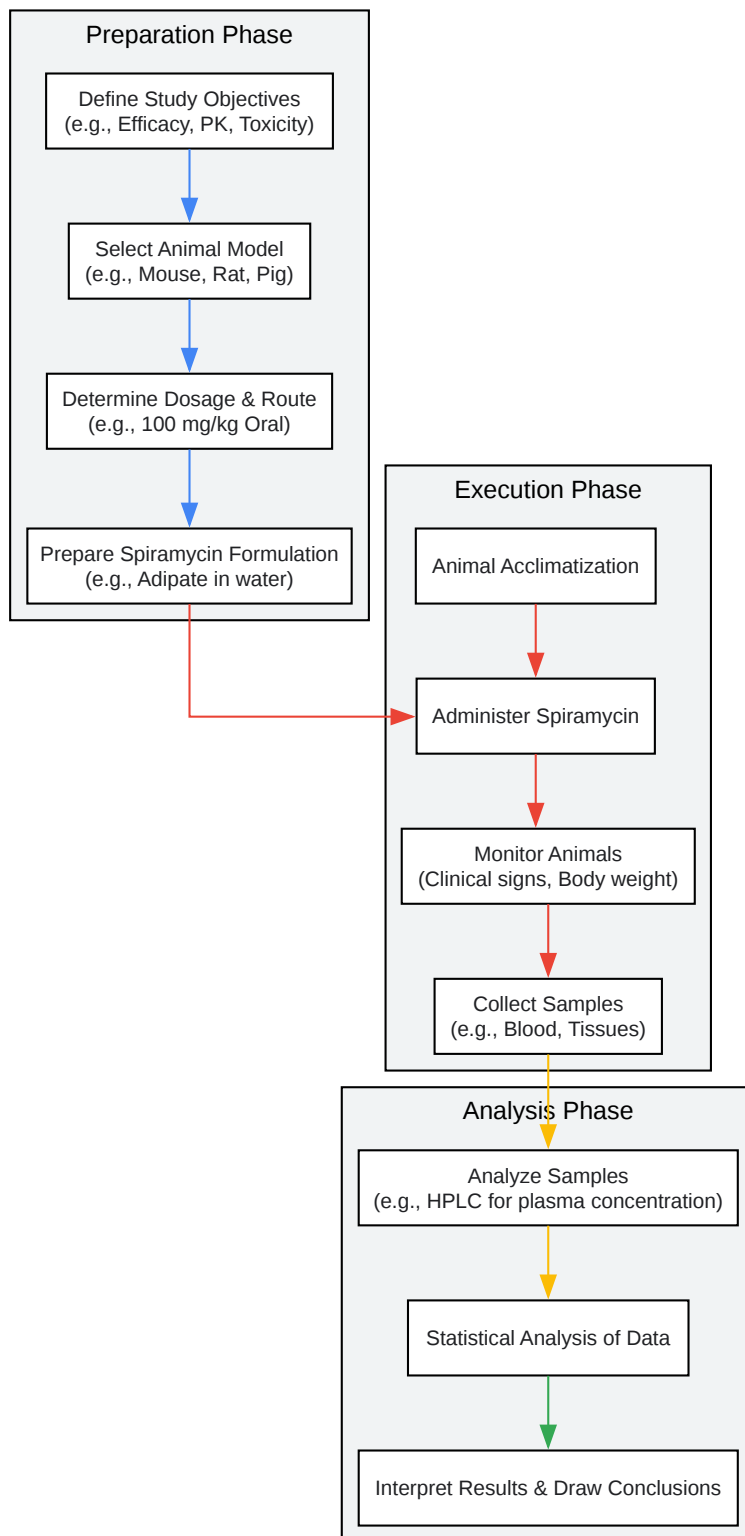 Preparation Phase
Define Study Objectives
(e.g., Efficacy, PK, Toxicity)
Select Animal Model
(e.g., Mouse, Rat, Pig)
Determine Dosage & Route
(e.g., 100 mg/kg Oral)
Prepare Spiramycin Formulation
(e.g., Adipate in water)
Execution Phase
Animal Acclimatization
Administer Spiramycin
Monitor Animals
(Clinical signs, Body weight)
Collect Samples
(e.g., Blood, Tissues)
Analysis Phase
Analyze Samples
(e.g., HPLC for plasma concentration)
Statistical Analysis of Data
Interpret Results & Draw Conclusions